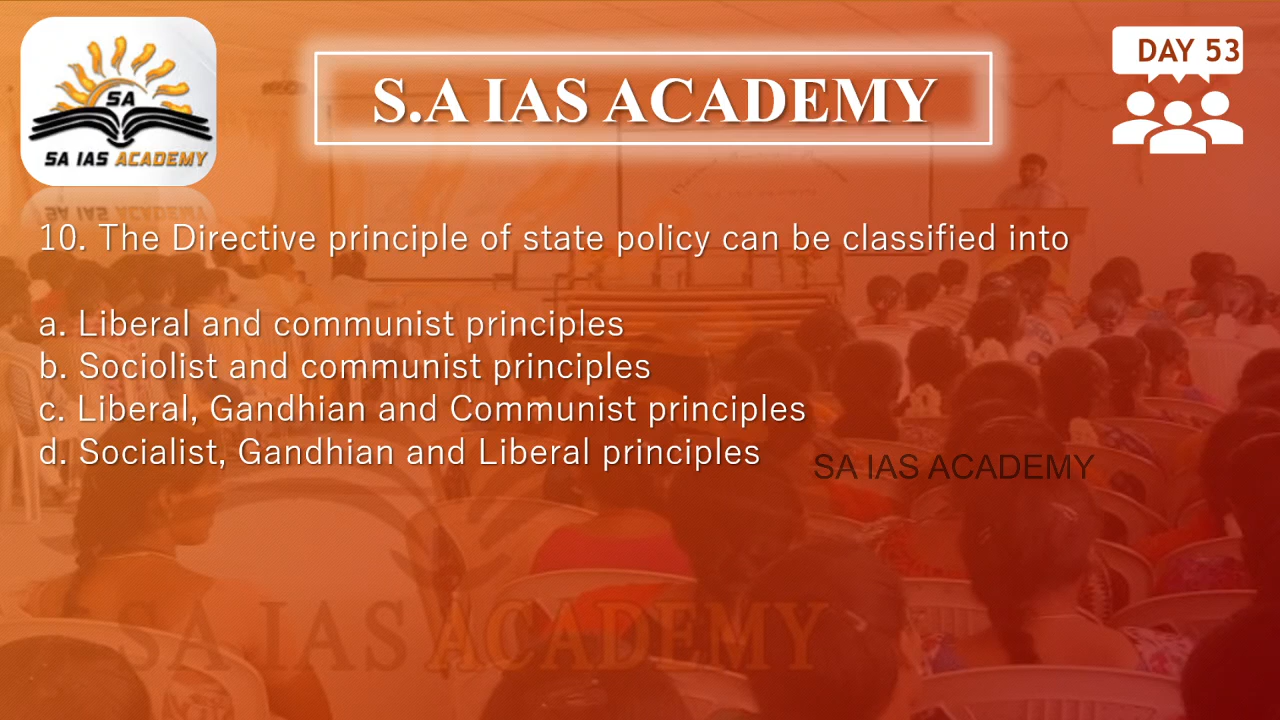 SA
SA IAS ACADEMY
S.A IAS ACADEMY
DAY 53
10. The Directive principle of state policy can be classified into
a. Liberal and communist principles
b. Sociolist and communist principles
c. Liberal, Gandhian and Communist principles
d. Socialist, Gandhian and Liberal principles
SA IAS ACADEMY
SA IAS ACADEMY